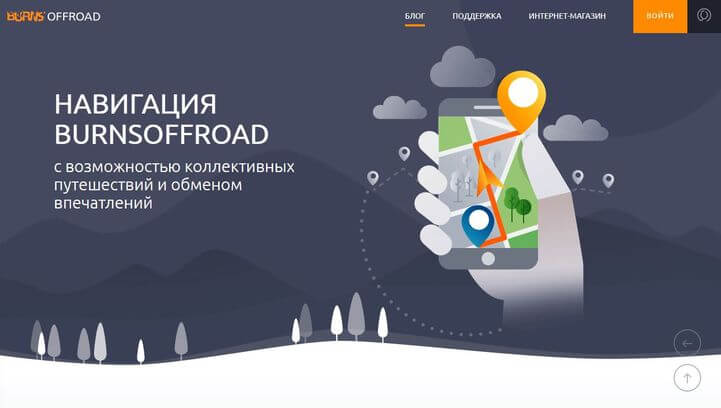 BURNS OFFROAD
БЛОГ
ПОДДЕРЖКА
ИНТЕРНЕТ-МАГАЗИН
ВОЙТИ
НАВИГАЦИЯ
BURNSOFFROAD
с возможностью коллективных
путешествий и обменом
впечатлений